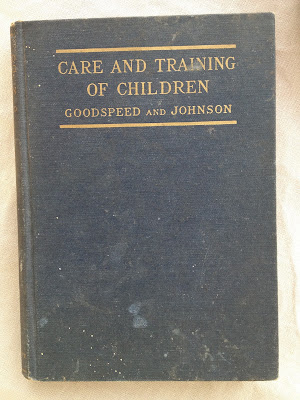 CARE AND TRAINING
OF CHILDREN
GOODSPEED AND JOHNSON